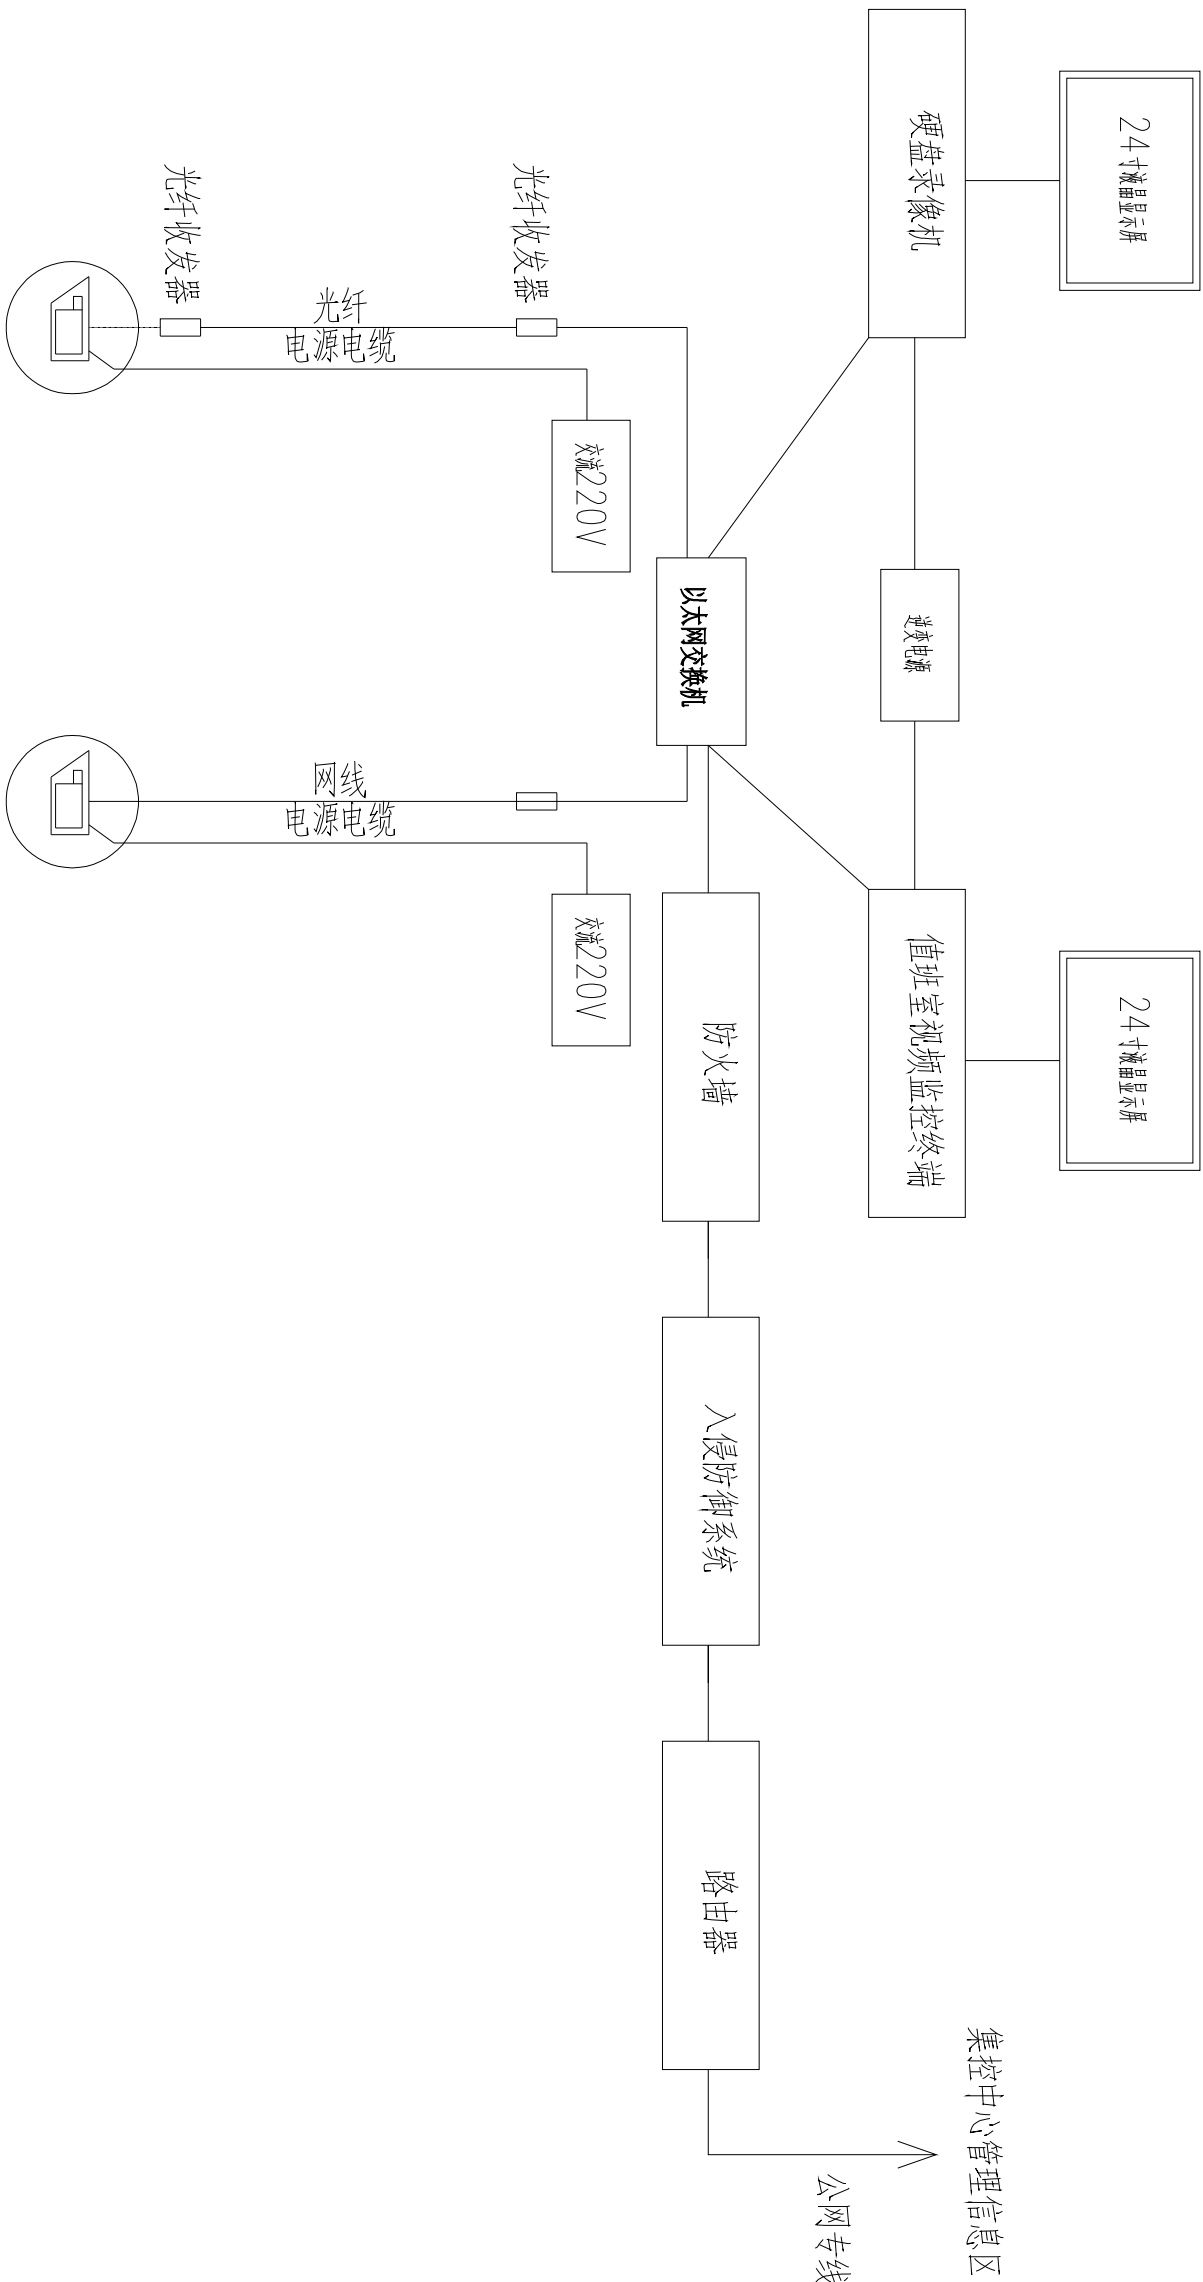 24寸液晶显示屏
24寸液晶显示屏
硬盘录像机
逆变电源
值班室视频监控终端
集控中心管理信息区
公网专线
以太网交换机
防火墙
入侵防御系统
路由器
交流220V
交流220V
光纤收发器
光纤
电源电缆
网线
电源电缆
光纤收发器